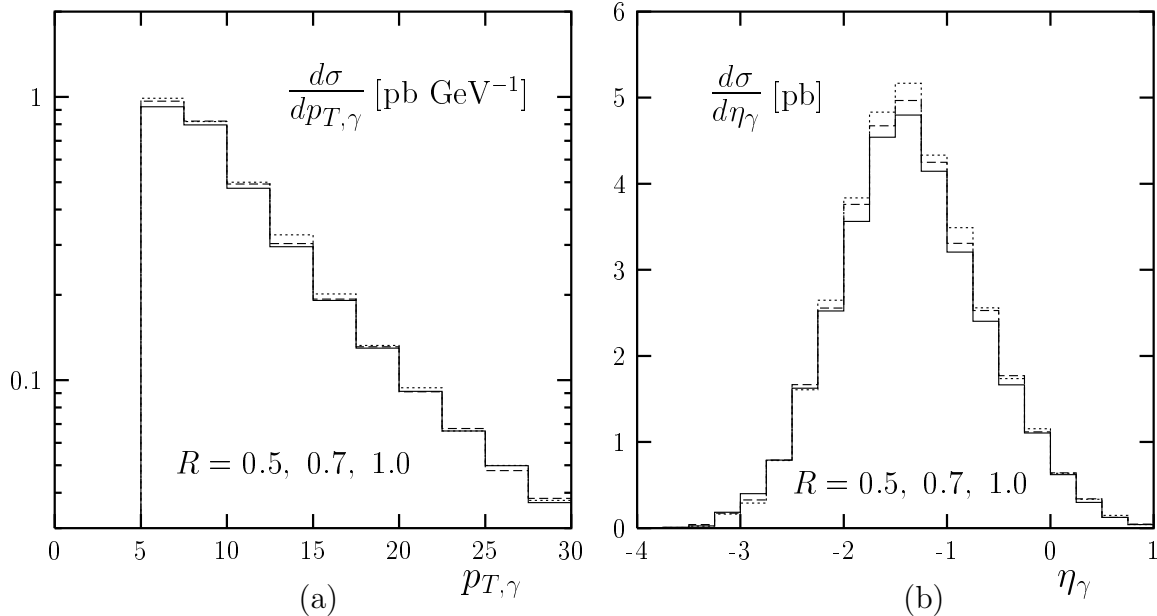 dσ
dp_{T,γ} [pb GeV⁻¹]
1
0.1
R = 0.5, 0.7, 1.0
0 5 10 15 20 25 30
p_{T,γ}
(a)
dσ
dη_γ [pb]
6
5
4
3
2
1
0
R = 0.5, 0.7, 1.0
-4 -3 -2 -1 0 1
η_γ
(b)